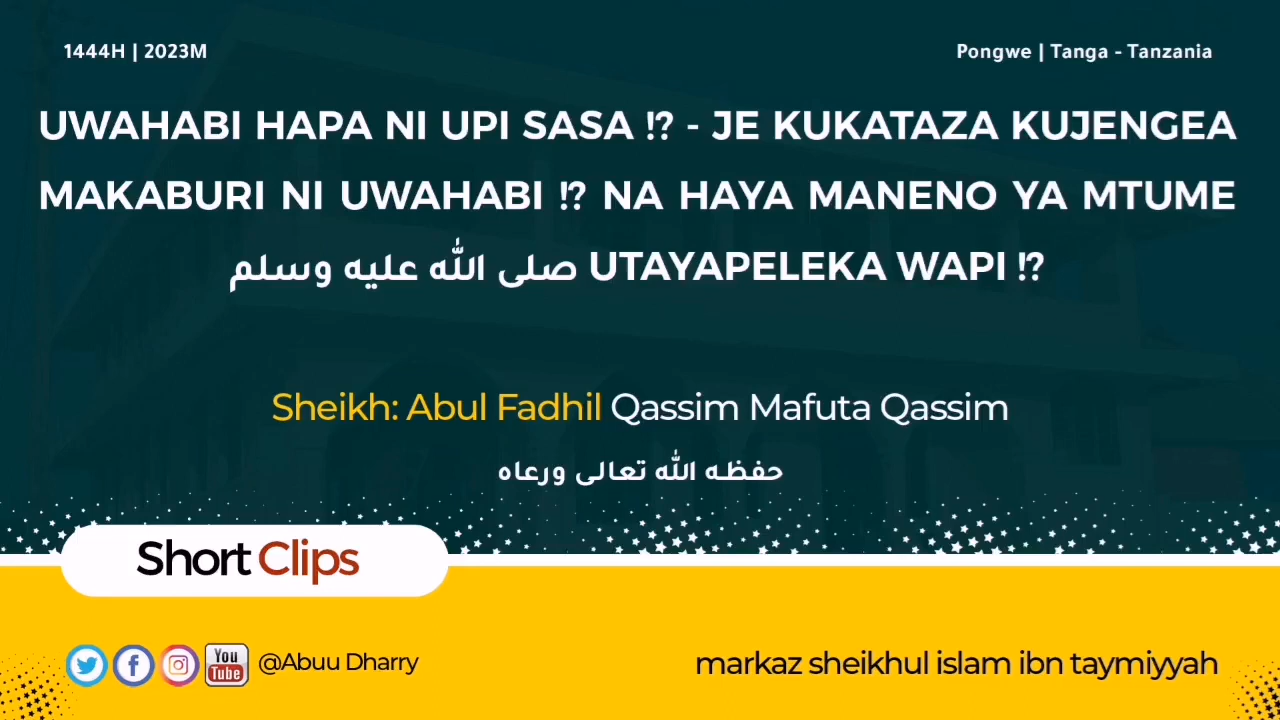 1444H | 2023M
Pongwe | Tanga - Tanzania
UWAHABI HAPA NI UPI SASA !? - JE KUKATAZA KUJENGEA
MAKABURI NI UWAHABI !? NA HAYA MANENO YA MTUME
صلى الله عليه وسلم UTAYAPELEKA WAPI !?
Sheikh: Abul Fadhil Qassim Mafuta Qassim
حفظه الله تعالى ورعاه
Short Clips
You
Tube
@Abuu Dharry
markaz sheikhul islam ibn taymiyyah